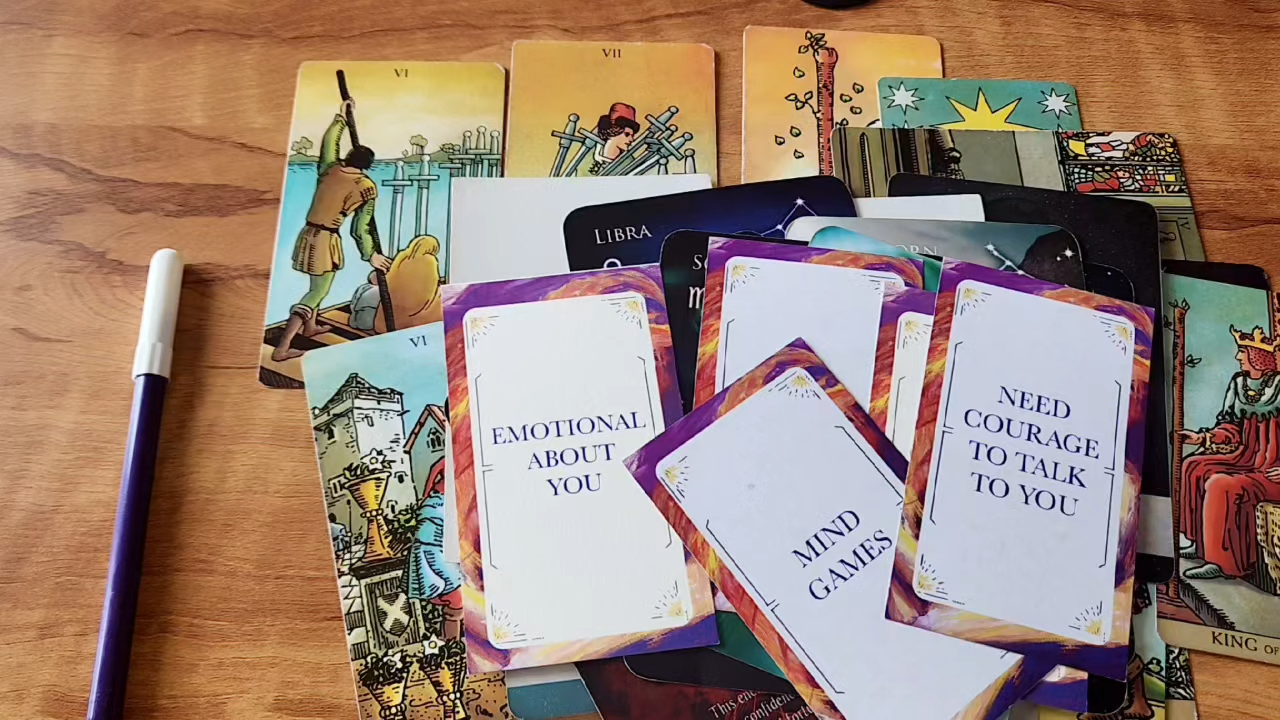 VI
VII
LIBRA
VI
EMOTIONAL
ABOUT
YOU
MIND
GAMES
NEED
COURAGE
TO TALK
TO YOU
KING OF